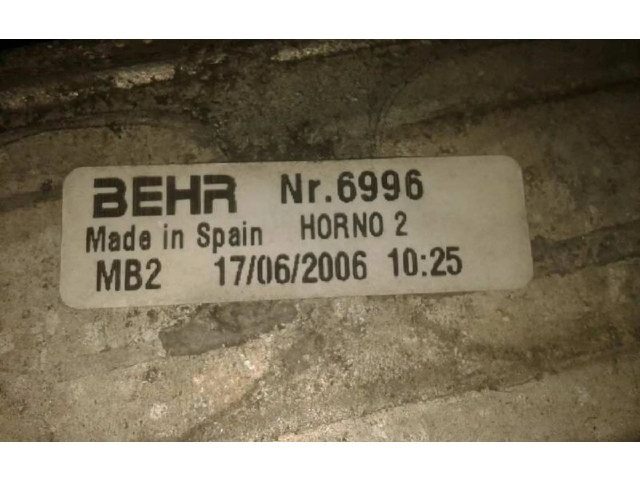 BEHR Nr.6996
Made in Spain HORNO 2
MB2 17/06/2006 10:25